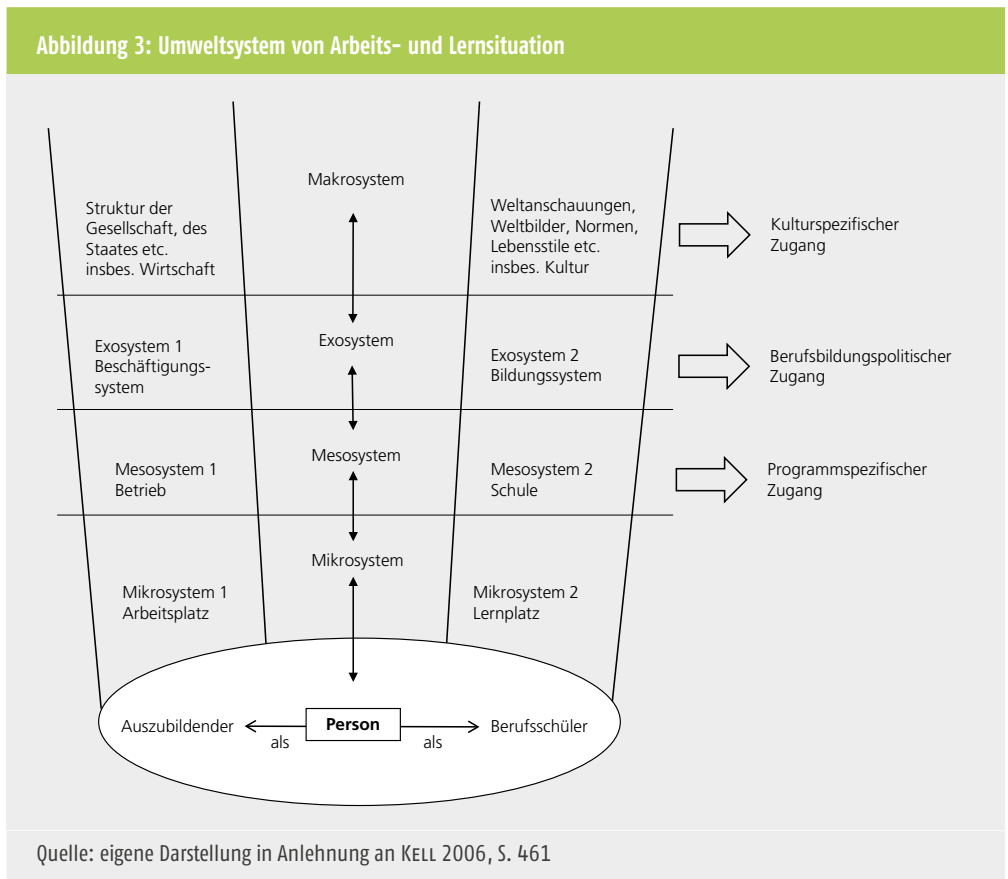 Abbildung 3: Umweltsystem von Arbeits- und Lernsituation
Makrosystem
Struktur der
Gesellschaft, des
Staates etc.
insbes. Wirtschaft
Weltanschauungen,
Weltbilder, Normen,
Lebensstile etc.
insbes. Kultur
Kulturspezifischer
Zugang
Exosystem 1
Beschäftigungs-
system
Exosystem
Exosystem 2
Bildungssystem
Berufsbildungspolitischer
Zugang
Mesosystem 1
Betrieb
Mesosystem
Mesosystem 2
Schule
Programmspezifischer
Zugang
Mikrosystem
Mikrosystem 1
Arbeitsplatz
Mikrosystem 2
Lernplatz
Auszubildender
als
Person
als
Berufsschüler
Quelle: eigene Darstellung in Anlehnung an KELL 2006, S. 461